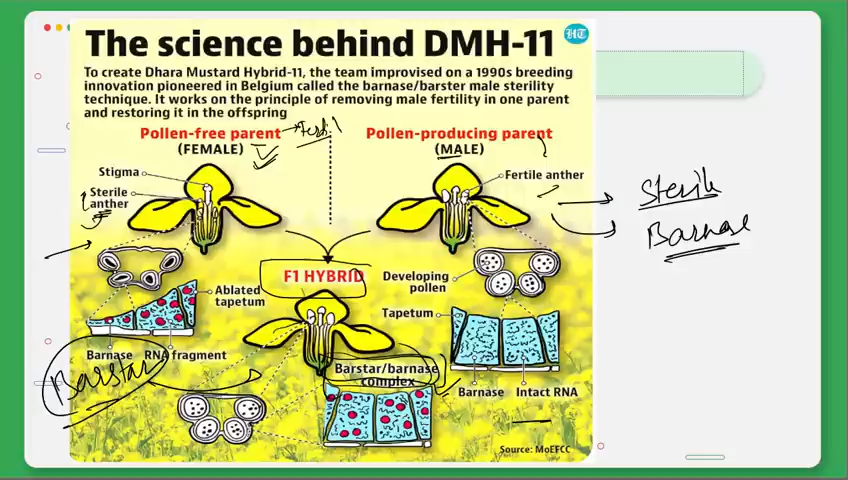 The science behind DMH-11
HT
To create Dhara Mustard Hybrid-11, the team improvised on a 1990s breeding
innovation pioneered in Belgium called the barnase/barster male sterility
technique. It works on the principle of removing male fertility in one parent
and restoring it in the offspring
Pollen-free parent
(FEMALE)
Pollen-producing parent
(MALE)
Stigma
Sterile
anther
Fertile anther
Sterile
Barnase
F1 HYBRID
Developing
pollen
Ablated
tapetum
Tapetum
Barnase RNA fragment
Barstar
Barstar/barnase
complex
Barnase Intact RNA
Source: MoEFCC